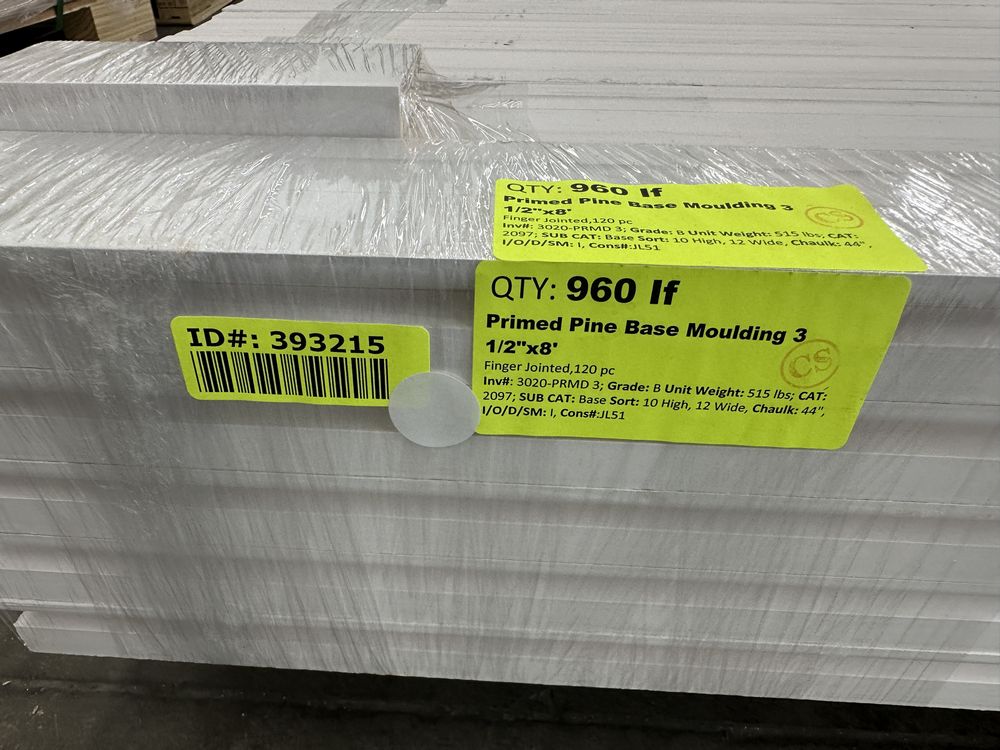 QTY: 960 lf
Primed Pine Base Moulding 3
1/2"x8'
Finger Jointed,120 pc
Inv#: 3020-PRMD 3; Grade: B Unit Weight: 515 lbs; CAT:
2097; SUB CAT: Base Sort: 10 High, 12 Wide, Chaulk: 44",
I/O/D/SM: I, Cons#:JL51
CS
ID#: 393215
QTY: 960 lf
Primed Pine Base Moulding 3
1/2"x8'
Finger Jointed,120 pc
Inv#: 3020-PRMD 3; Grade: B Unit Weight: 515 lbs; CAT:
2097; SUB CAT: Base Sort: 10 High, 12 Wide, Chaulk: 44",
I/O/D/SM: I, Cons#:JL51
CS